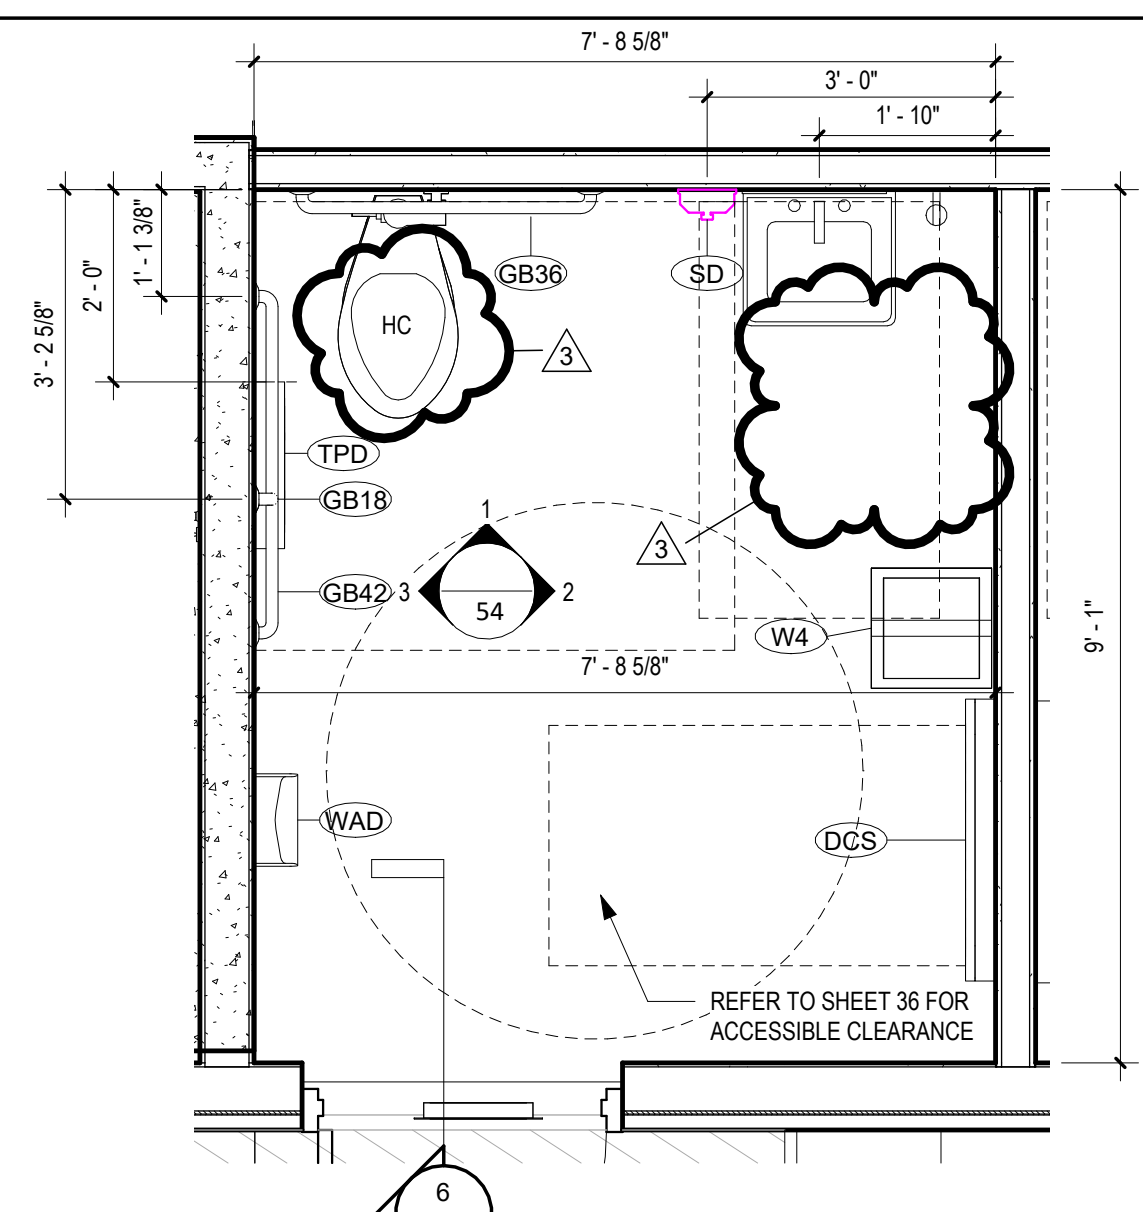 7' - 8 5/8"
3' - 0"
1' - 10"
1' - 1 3/8"
2' - 0"
3' - 2 5/8"
GB36
SD
HC
3
TPD
GB18
1
3
GB42
3
2
54
W4
9' - 1"
7' - 8 5/8"
WAD
DCS
REFER TO SHEET 36 FOR
ACCESSIBLE CLEARANCE
6